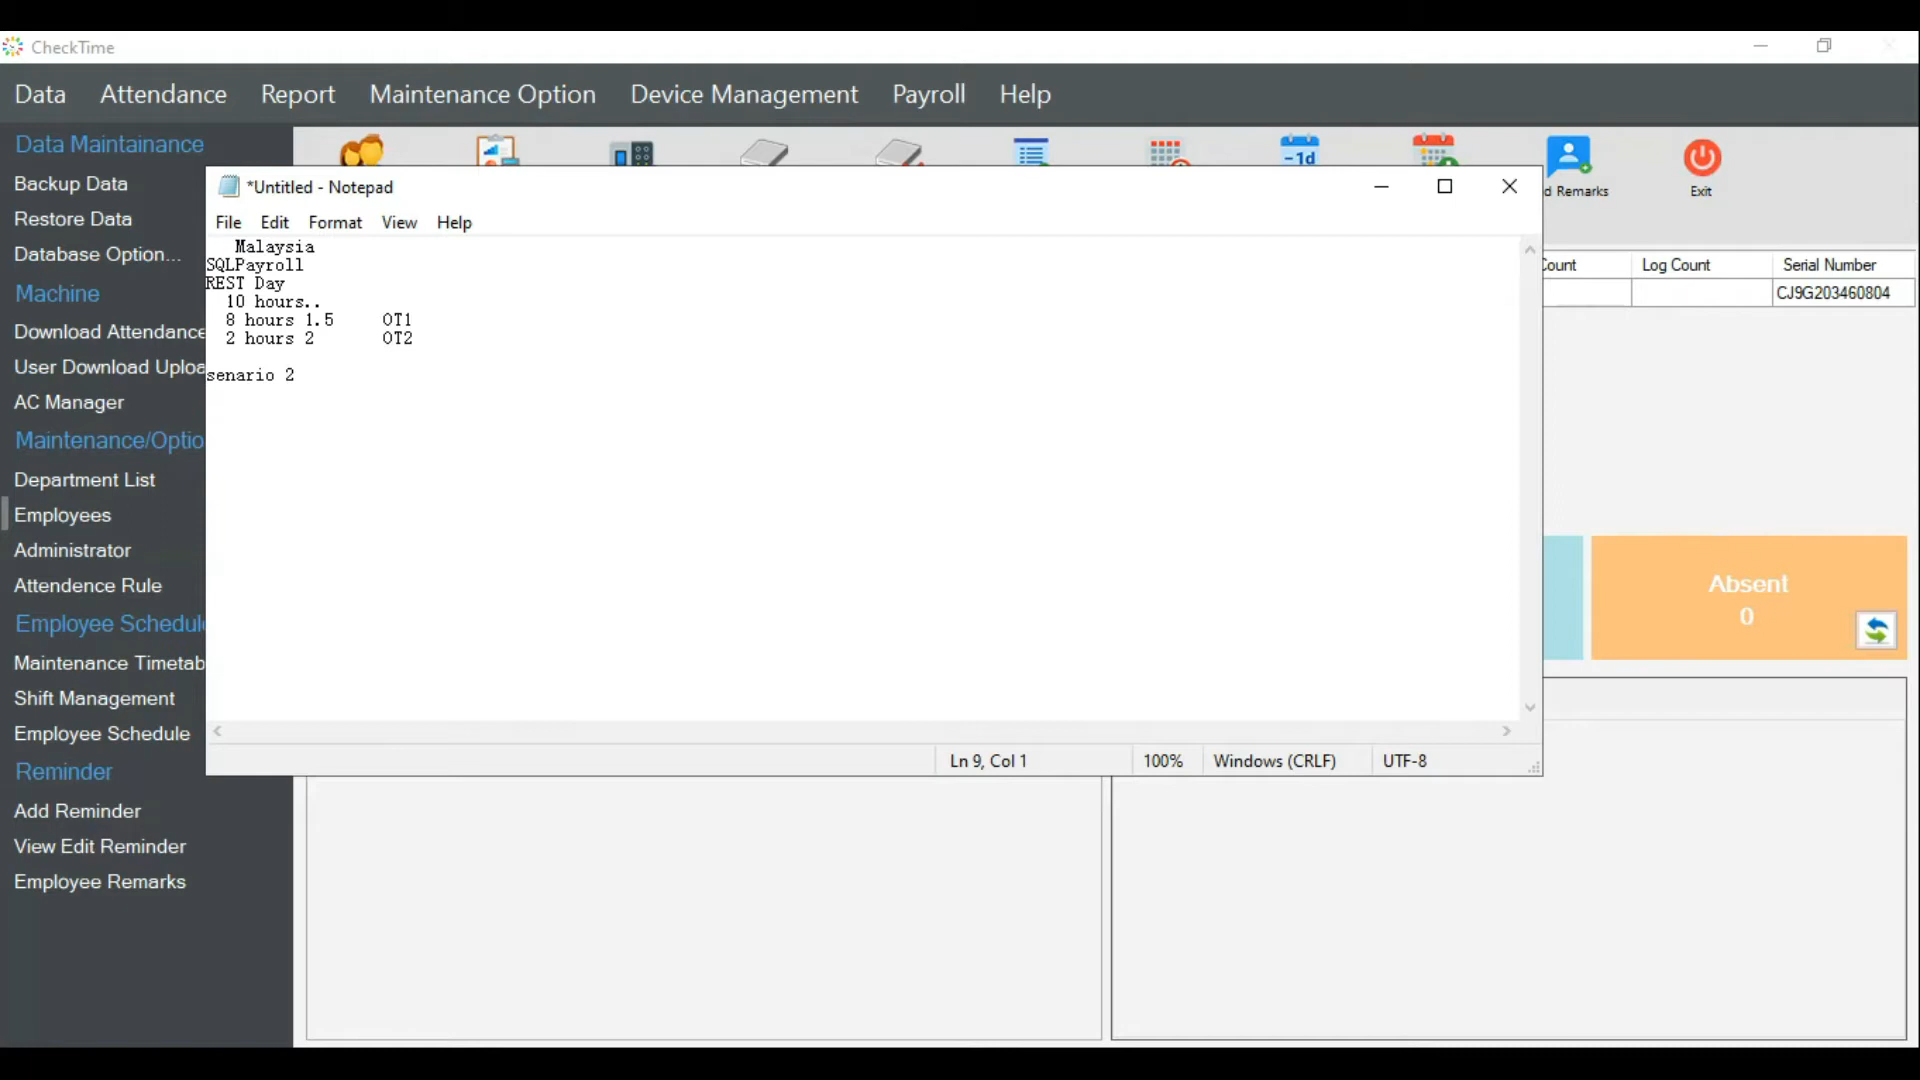 CheckTime
Data Attendance Report Maintenance Option Device Management Payroll Help
Data Maintainance
Backup Data
Restore Data
Database Option...
Machine
Download Attendance
User Download Uploa
AC Manager
Maintenance/Optio
Department List
Employees
Administrator
Attendence Rule
Employee Schedul
Maintenance Timetab
Shift Management
Employee Schedule
Reminder
Add Reminder
View Edit Reminder
Employee Remarks
-1d
d Remarks
Exit
*Untitled - Notepad
File Edit Format View Help
Malaysia
SQLPayroll
REST Day
10 hours..
8 hours 1.5 OT1
2 hours 2 OT2
senario 2
Ln 9, Col 1 100% Windows (CRLF) UTF-8
Count Log Count Serial Number
CJ9G203460804
Absent
0